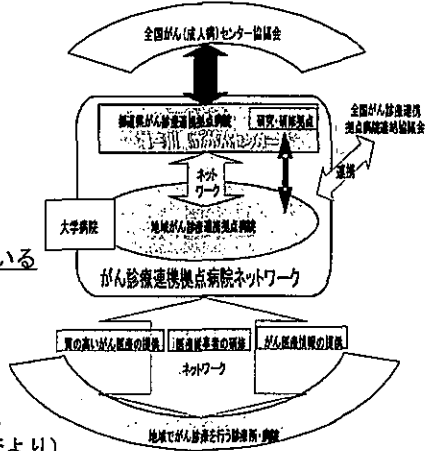 全国がん(成人病)センター協議会
都道府県がん診療連携拠点病院
研究・研修拠点
全国がん診療連携
拠点病院連絡協議会
連携
ネット
ワーク
大学病院
地域がん診療連携拠点病院
いる
がん診療連携拠点病院ネットワーク
質の高いがん医療の提供
医療従事者の研修
がん医療情報の提供
ネットワーク
地域でがん診療を行う診療所・病院
より)